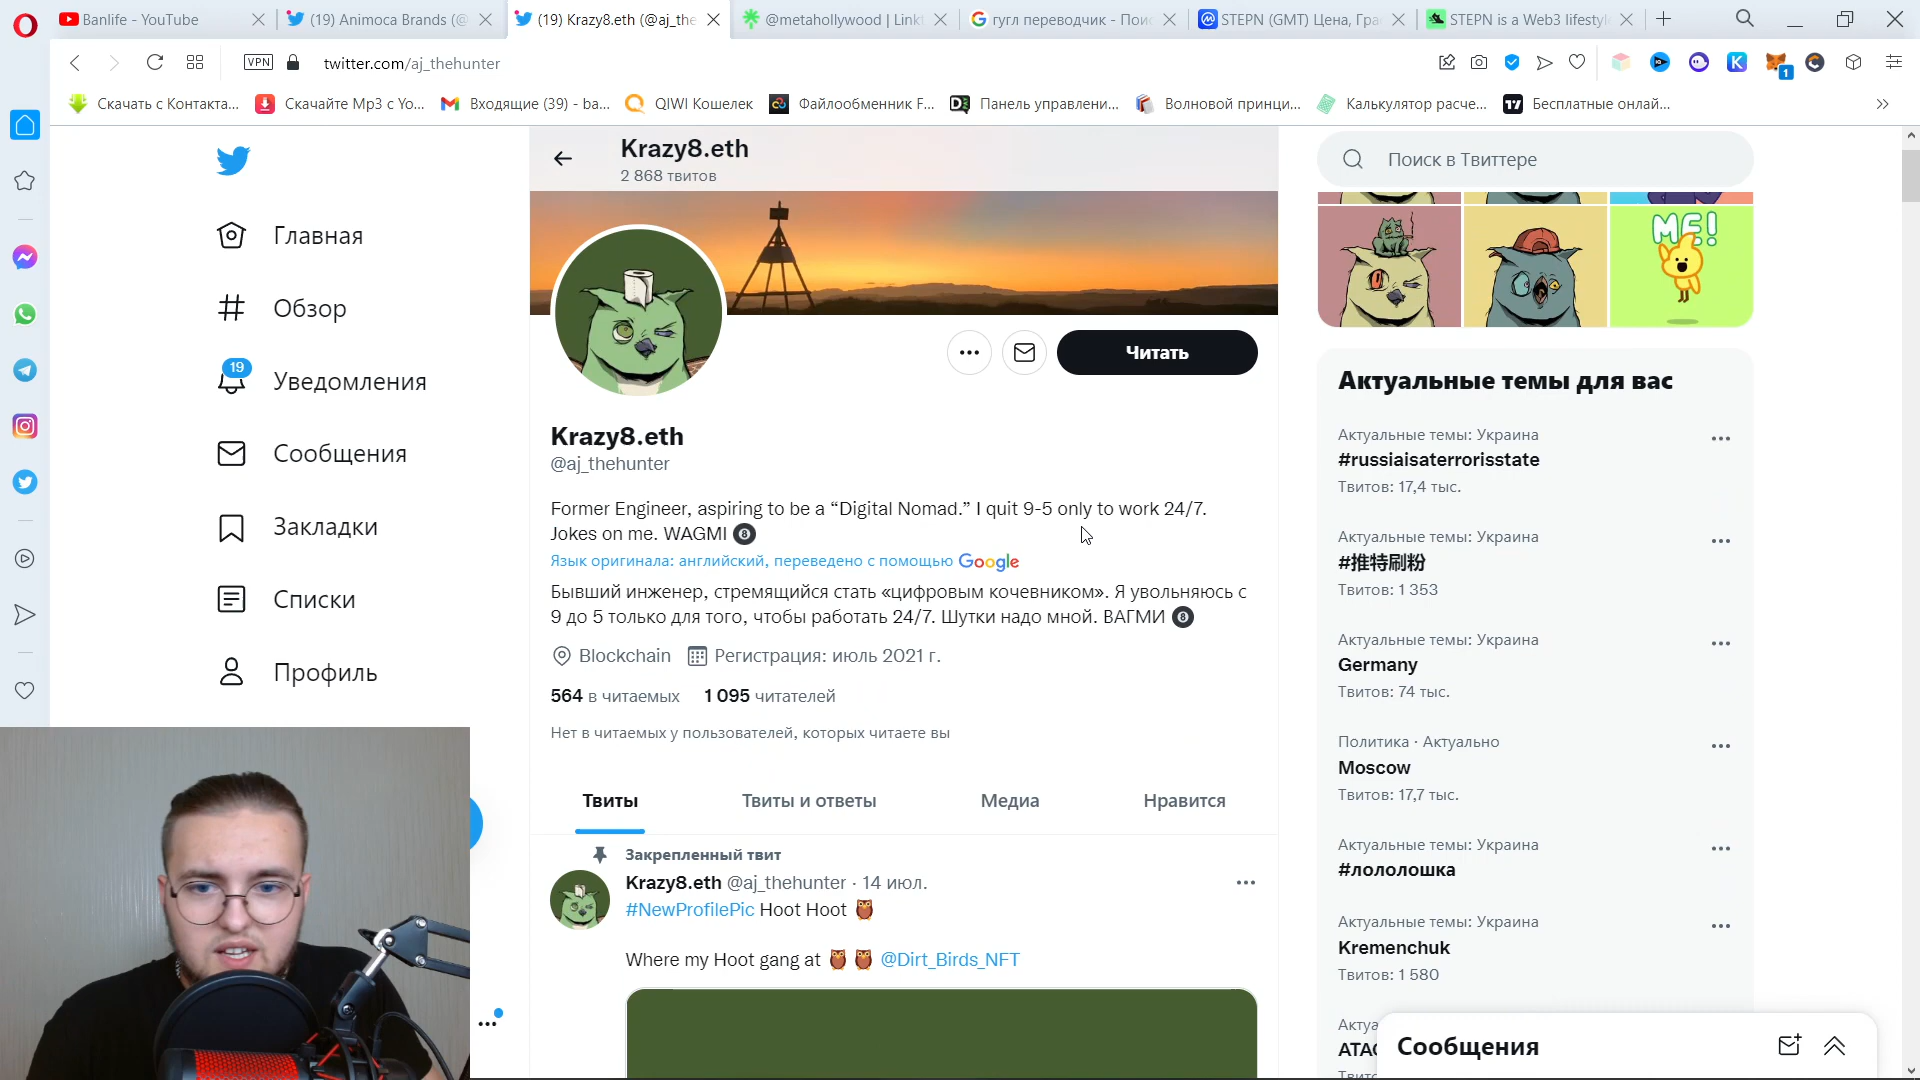 Banlife - YouTube
(19) Animoca Brands (@
(19) Krazy8.eth (@aj_the
@metahollywood | Link
гугл переводчик - Пои
STEPN (GMT) Цена, Гра
STEPN is a Web3 lifestyl
VPN
twitter.com/aj_thehunter
1
Скачать с Контакта...
Скачайте Mp3 с Yo...
Входящие (39) - ba...
QIWI Кошелек
Файлообменник F...
Панель управлени...
Волновой принци...
Калькулятор расче...
Бесплатные онлай...
Главная
Обзор
19
Уведомления
Сообщения
Закладки
Списки
Профиль
Krazy8.eth
2 868 твитов
Читать
Krazy8.eth
@aj_thehunter
Former Engineer, aspiring to be a “Digital Nomad.” I quit 9-5 only to work 24/7.
Jokes on me. WAGMI 🎱
Язык оригинала: английский, переведено с помощью Google
Бывший инженер, стремящийся стать «цифровым кочевником». Я увольняюсь с
9 до 5 только для того, чтобы работать 24/7. Шутки надо мной. ВАГМИ 🎱
Blockchain Регистрация: июль 2021 г.
564 в читаемых 1 095 читателей
Нет в читаемых у пользователей, которых читаете вы
Твиты
Твиты и ответы
Медиа
Нравится
Закрепленный твит
Krazy8.eth @aj_thehunter · 14 июл.
#NewProfilePic Hoot Hoot 🦉
Where my Hoot gang at 🦉 🦉 @Dirt_Birds_NFT
Поиск в Твиттере
ME!
Актуальные темы для вас
Актуальные темы: Украина
#russiaisaterrorisstate
Твитов: 17,4 тыс.
Актуальные темы: Украина
#推特刷粉
Твитов: 1 353
Актуальные темы: Украина
Germany
Твитов: 74 тыс.
Политика · Актуально
Moscow
Твитов: 17,7 тыс.
Актуальные темы: Украина
#лололошка
Актуальные темы: Украина
Kremenchuk
Твитов: 1 580
Акту
ATAC
Твито
Сообщения